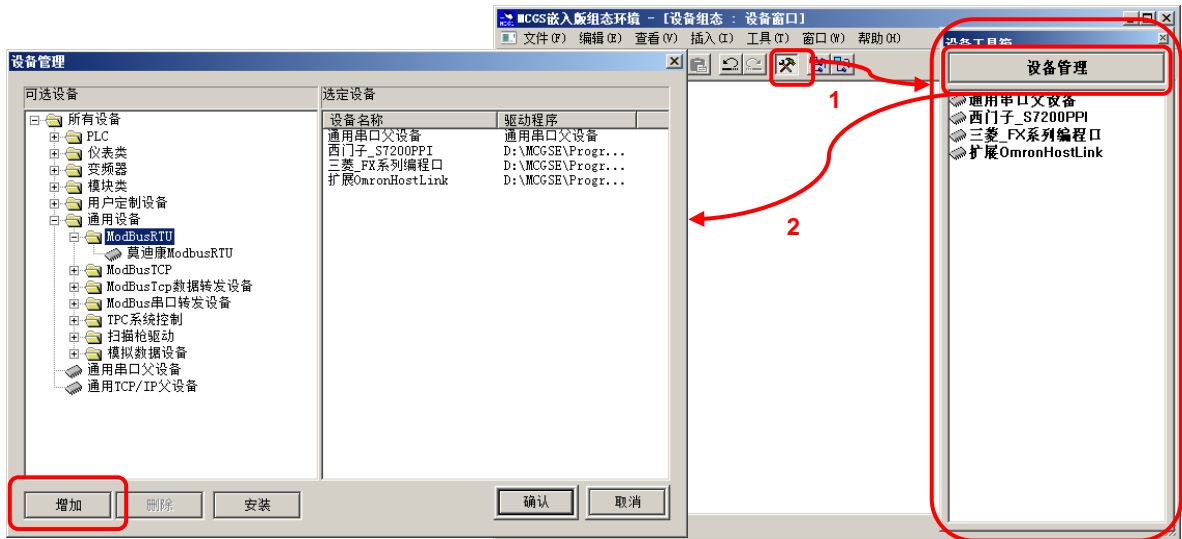 MCGS嵌入版组态环境 - [设备组态 : 设备窗口]
文件(F) 编辑(E) 查看(V) 插入(I) 工具(T) 窗口(W) 帮助(H)
设备工具箱
设备管理
通用串口父设备
西门子_S7200PPI
三菱_FX系列编程口
扩展OmronHostLink
1
2
设备管理
可选设备
所有设备
PLC
仪表类
变频器
模块类
用户定制设备
通用设备
ModBusRTU
莫迪康ModbusRTU
ModBusTCP
ModBusTcp数据转发设备
ModBus串口转发设备
TPC系统控制
扫描枪驱动
模拟数据设备
通用串口父设备
通用TCP/IP父设备
选定设备
设备名称 驱动程序
通用串口父设备 通用串口父设备
西门子_S7200PPI D:\MCGSE\Progr...
三菱_FX系列编程口 D:\MCGSE\Progr...
扩展OmronHostLink D:\MCGSE\Progr...
增加 删除 安装 确认 取消